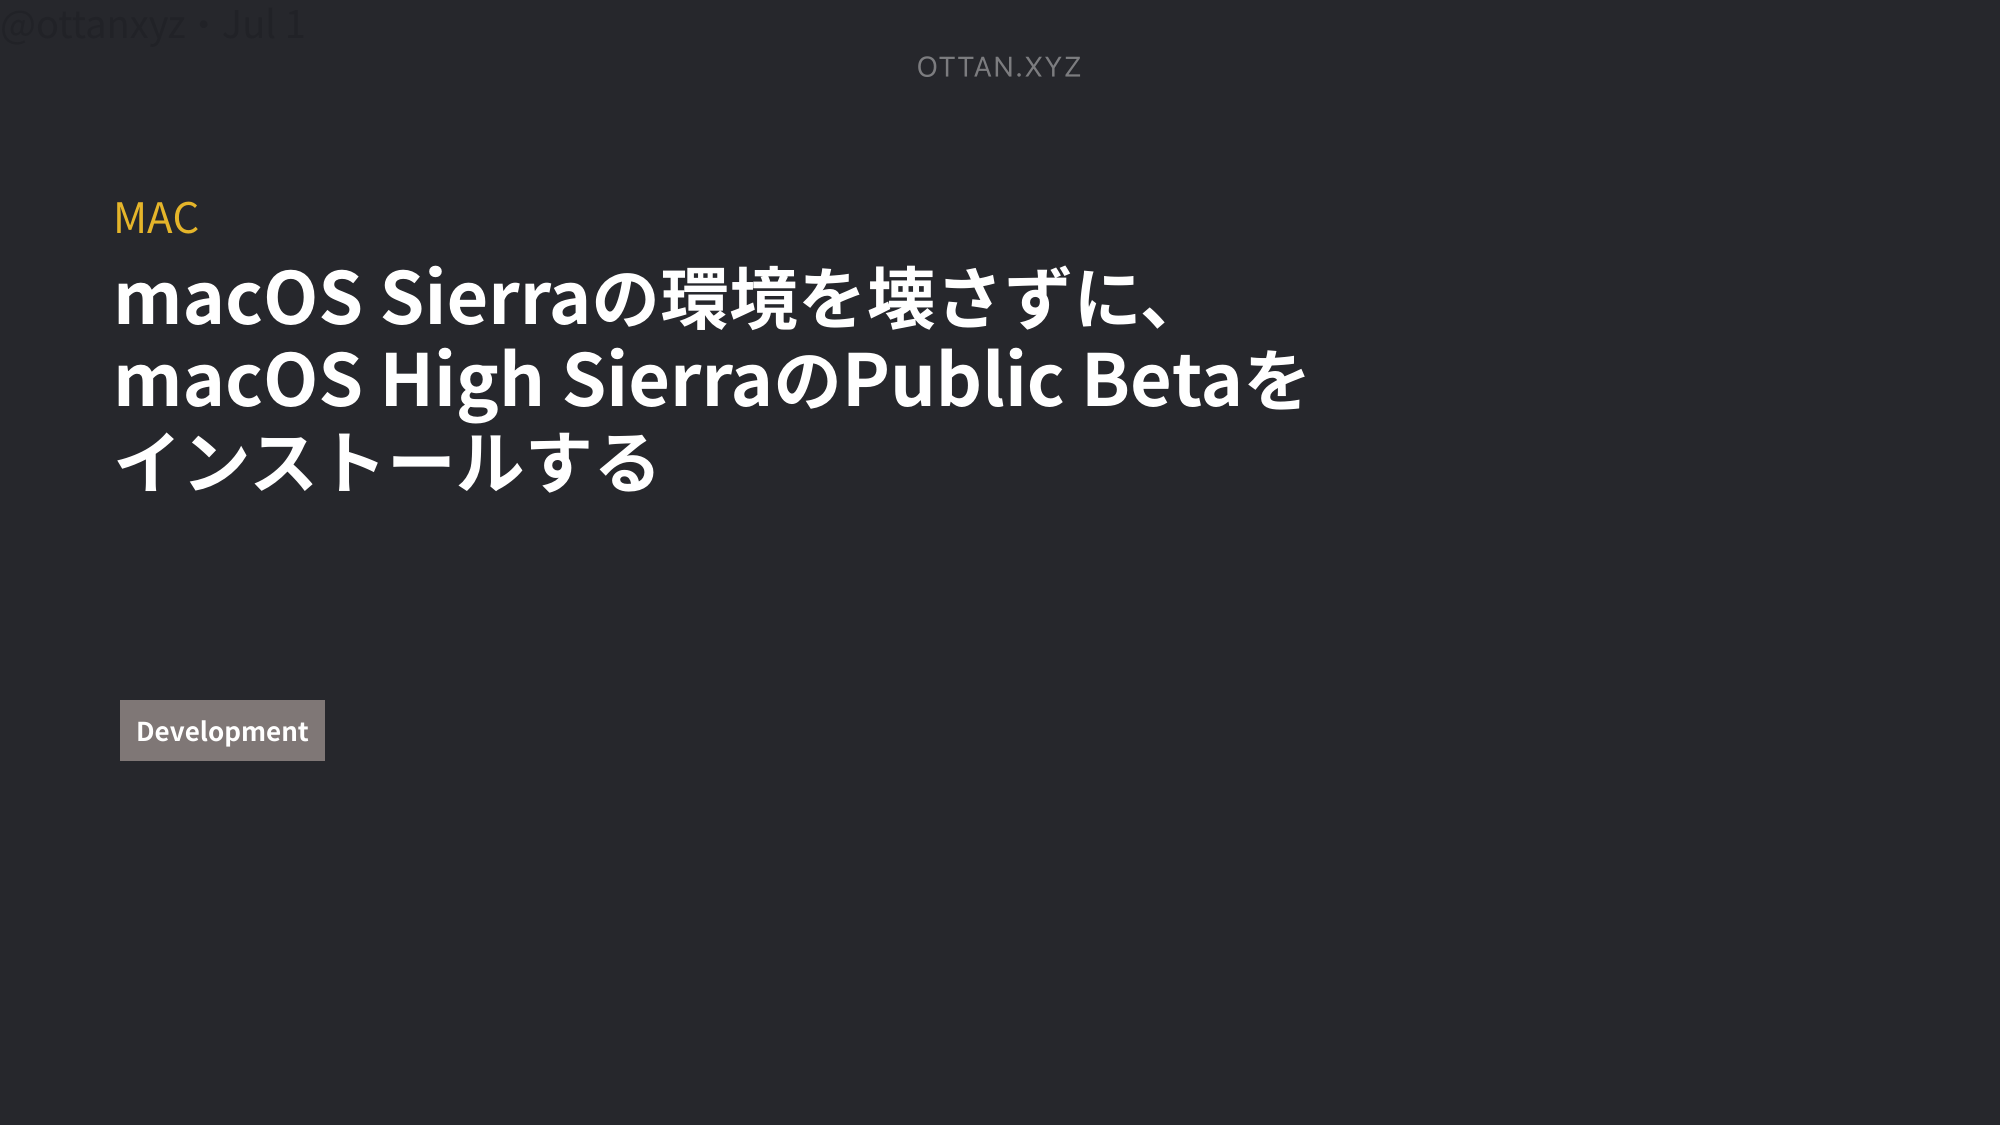 @ottanxyz・Jul 1
OTTAN.XYZ
MAC
macOS Sierraの環境を壊さずに、
macOS High SierraのPublic Betaを
インストールする
Development